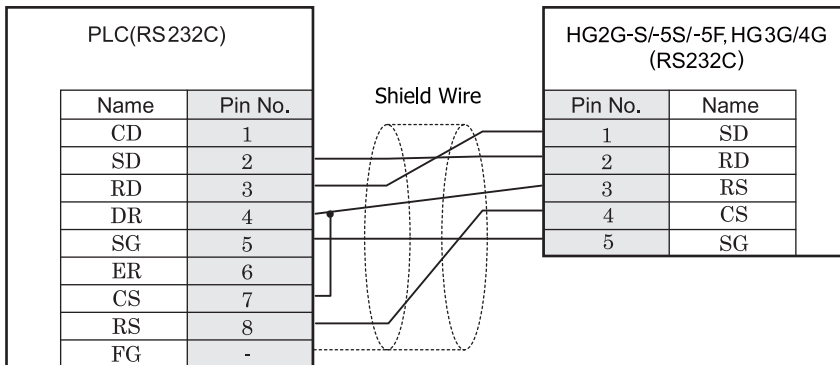 PLC(RS232C)
HG2G-S/-5S/-5F, HG3G/4G
(RS232C)
Shield Wire
Name Pin No.
CD 1
SD 2
RD 3
DR 4
SG 5
ER 6
CS 7
RS 8
FG -
Pin No. Name
1 SD
2 RD
3 RS
4 CS
5 SG